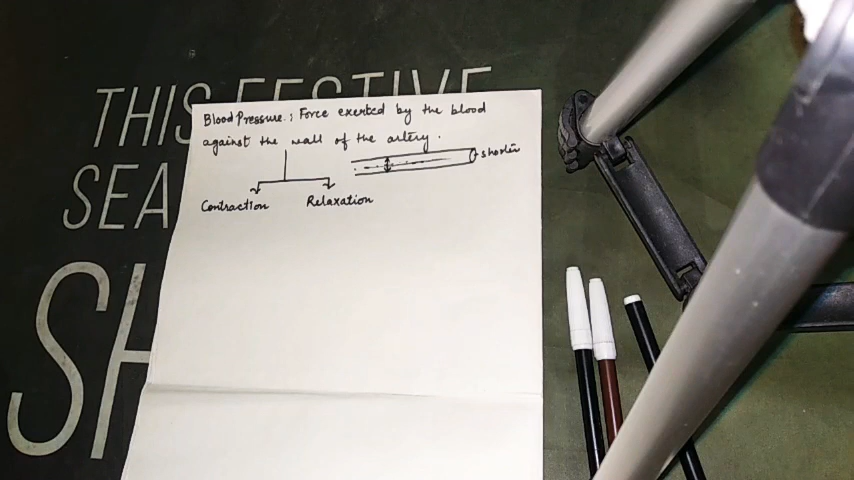 THIS FESTIVE
SEA
SH
Blood Pressure.: Force exerted by the blood
against the wall of the artery.
shorter
Contraction Relaxation